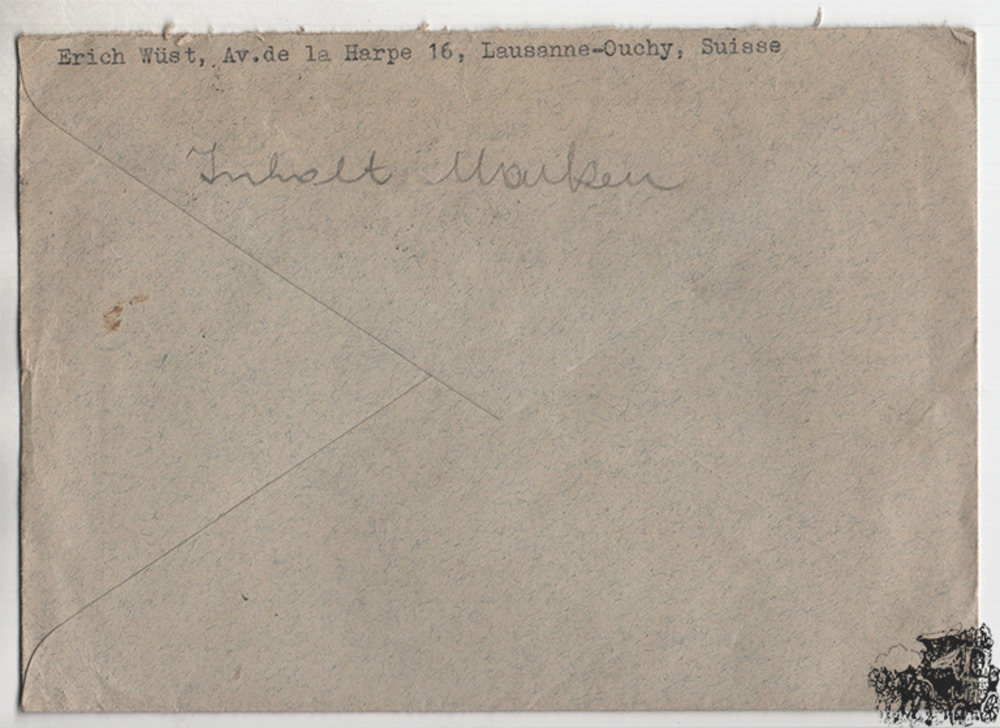 Erich Wüst, Av.de la Harpe 16, Lausanne-Ouchy, Suisse
Inhalt Marken